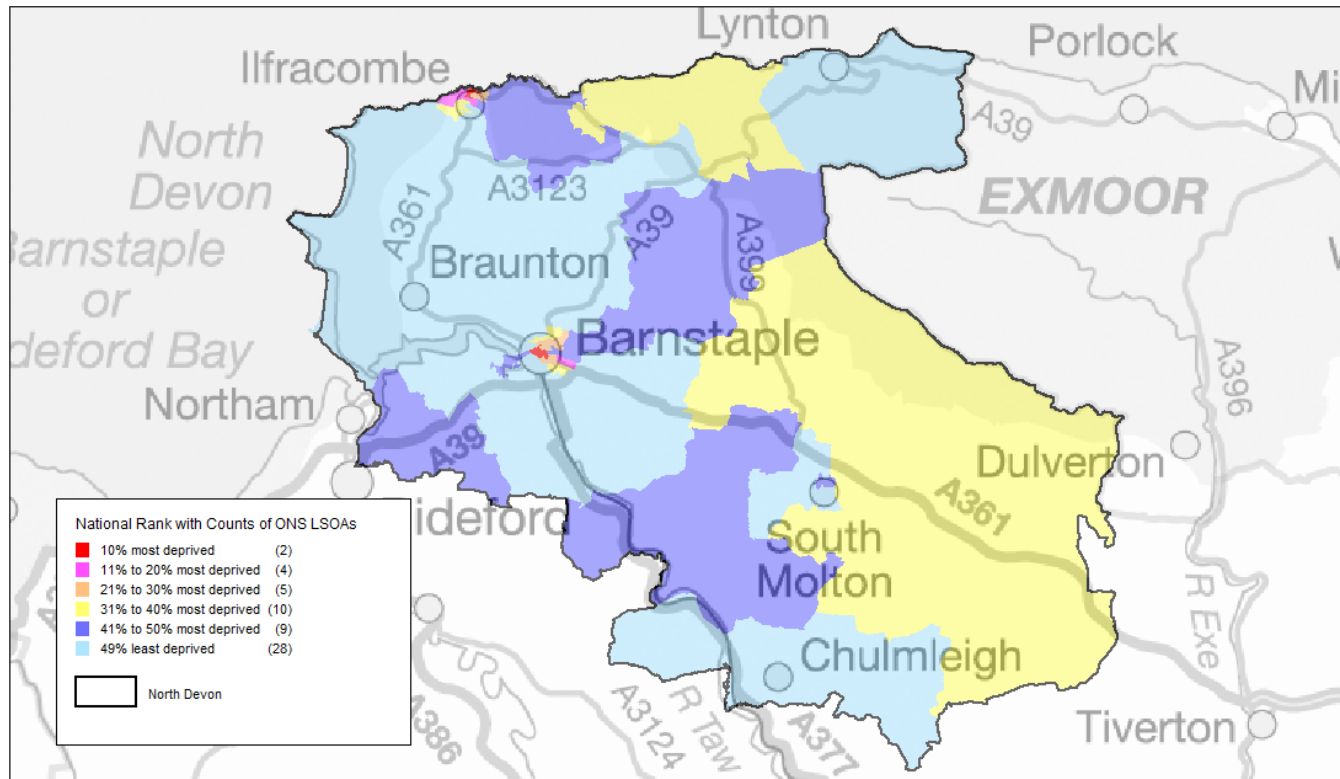 Lynton
Porlock
Ilfracombe
Mi
A39
North
Devon
A3123
EXMOOR
A361
A39
A399
Braunton
Barnstaple
or
deford Bay
Barnstaple
A396
Northam
A39
Dulverton
A361
ideford
South
Molton
R Exe
Chulmleigh
Tiverton
A386
A3124
R Taw
A377
National Rank with Counts of ONS LSOAs
10% most deprived (2)
11% to 20% most deprived (4)
21% to 30% most deprived (5)
31% to 40% most deprived (10)
41% to 50% most deprived (9)
49% least deprived (28)
North Devon